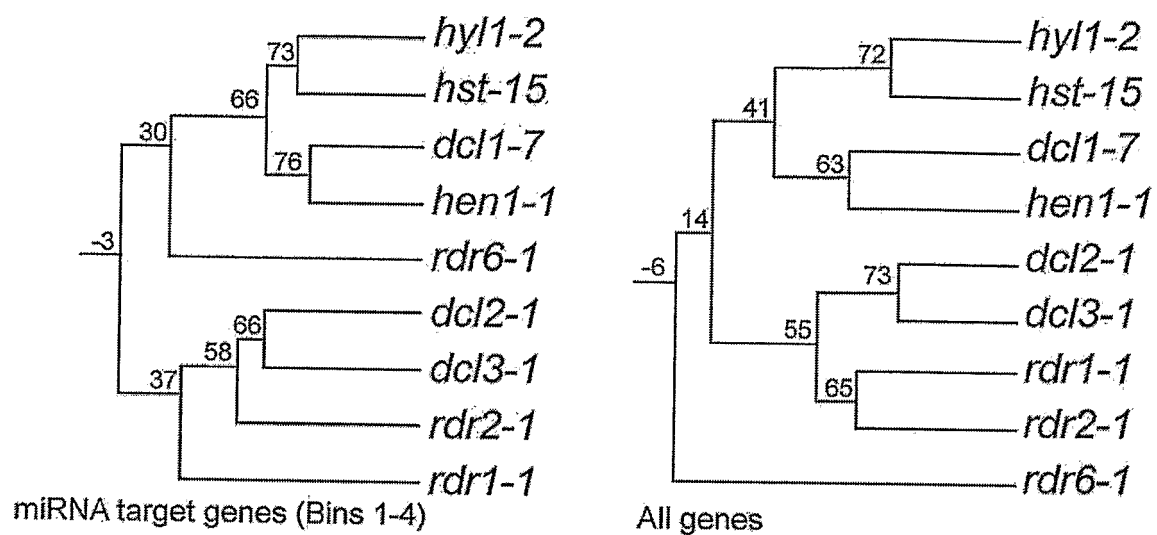 hyl1-2
73
hst-15
66
30
dcl1-7
76
hen1-1
-3
rdr6-1
dcl2-1
66
58
dcl3-1
37
rdr2-1
rdr1-1
miRNA target genes (Bins 1-4)
hyl1-2
72
hst-15
41
dcl1-7
63
hen1-1
14
dcl2-1
-6
73
dcl3-1
55
rdr1-1
65
rdr2-1
rdr6-1
All genes